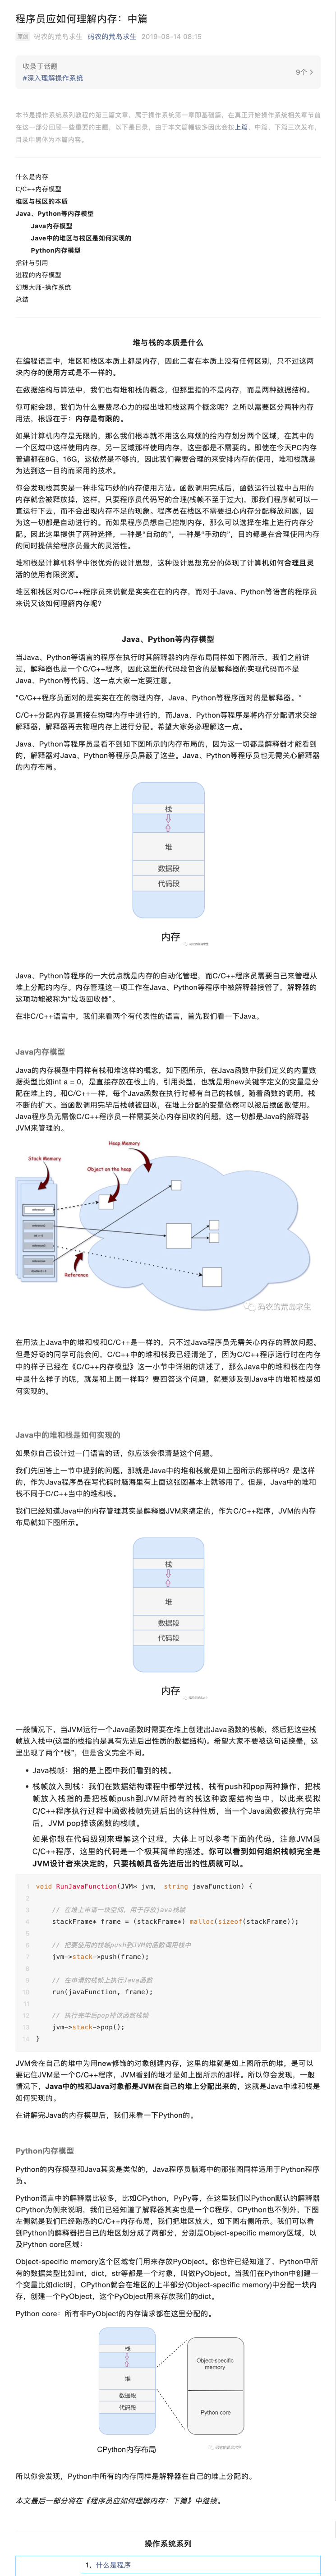 程序员应如何理解内存：中篇
原创 码农的荒岛求生 码农的荒岛求生 2019-08-14 08:15
收录于话题
#深入理解操作系统
9个
本节是操作系统系列教程的第三篇文章，属于操作系统第一章即基础篇，在真正开始操作系统相关章节前
在这一部分回顾一些重要的主题，以下是目录，由于本文篇幅较多因此会按上篇、中篇、下篇三次发布，
目录中黑体为本篇内容。
什么是内存
C/C++内存模型
堆区与栈区的本质
Java、Python等内存模型
Java内存模型
Jave中的堆区与栈区是如何实现的
Python内存模型
指针与引用
进程的内存模型
幻想大师-操作系统
总结
堆与栈的本质是什么
在编程语言中，堆区和栈区本质上都是内存，因此二者在本质上没有任何区别，只不过这两
块内存的使用方式是不一样的。
在数据结构与算法中，我们也有堆和栈的概念，但那里指的不是内存，而是两种数据结构。
你可能会想，我们为什么要费尽心力的提出堆和栈这两个概念呢？之所以需要区分两种内存
用法，根源在于：内存是有限的。
如果计算机内存是无限的，那么我们根本就不用这么麻烦的给内存划分两个区域，在其中的
一个区域中这样使用内存，另一区域那样使用内存，这些都是不需要的。即使在今天PC内存
普遍都在8G、16G，这依然是不够的，因此我们需要合理的来安排内存的使用，堆和栈就是
为达到这一目的而采用的技术。
你会发现栈其实是一种非常巧妙的内存使用方法。函数调用完成后，函数运行过程中占用的
内存就会被释放掉，这样，只要程序员代码写的合理(栈帧不至于过大)，那我们程序就可以一
直运行下去，而不会出现内存不足的现象。程序员在栈区不需要担心内存分配释放问题，因
为这一切都是自动进行的。而如果程序员想自己控制内存，那么可以选择在堆上进行内存分
配。因此这里提供了两种选择，一种是“自动的”，一种是“手动的”，目的都是在合理使用内存
的同时提供给程序员最大的灵活性。
堆和栈是计算机科学中很优秀的设计思想，这种设计思想充分的体现了计算机如何合理且灵
活的使用有限资源。
堆区和栈区对C/C++程序员来说就是实实在在的内存，而对于Java、Python等语言的程序员
来说又该如何理解内存呢？
Java、Python等内存模型
当Java、Python等语言的程序在执行时其解释器的内存布局同样如下图所示，我们之前讲
过，解释器也是一个C/C++程序，因此这里的代码段包含的是解释器的实现代码而不是
Java、Python等代码，这一点大家一定要注意。
“C/C++程序员面对的是实实在在的物理内存，Java、Python等程序面对的是解释器。”
C/C++分配内存是直接在物理内存中进行的，而Java、Python等程序是将内存分配请求交给
解释器，解释器再去物理内存上进行分配。希望大家务必理解这一点。
Java、Python等程序员是看不到如下图所示的内存布局的，因为这一切都是解释器才能看到
的，解释器对Java、Python等程序员屏蔽了这些。Java、Python等程序员也无需关心解释器
的内存布局。
栈
堆
数据段
代码段
内存
Java、Python等程序的一大优点就是内存的自动化管理，而C/C++程序员需要自己来管理从
堆上分配的内存。内存管理这一项工作在Java、Python等程序中被解释器接管了，解释器的
这项功能被称为“垃圾回收器”。
在非C/C++语言中，我们来看两个有代表性的语言，首先我们看一下Java。
Java内存模型
Java的内存模型中同样有栈和堆这样的概念，如下图所示，在Java函数中我们定义的内置数
据类型比如int a = 0，是直接存放在栈上的，引用类型，也就是用new关键字定义的变量是分
配在堆上的。和C/C++一样，每个Java函数在执行时都有自己的栈帧。随着函数的调用，栈
不断的扩大。当函数调用完毕后栈帧被回收，在堆上分配的变量依然可以被后续函数使用。
Java程序员无需像C/C++程序员一样需要关心内存回收的问题，这一切都是Java的解释器
JVM来管理的。
Heap Memory
Stack Memory
Object on the heap
Reference
码农的荒岛求生
在用法上Java中的堆和栈和C/C++是一样的，只不过Java程序员无需关心内存的释放问题。
但是好奇的同学可能会问，C/C++中的堆和栈我已经清楚了，因为C/C++程序运行时在内存
中的样子已经在《C/C++内存模型》这一小节中详细的讲述了，那么Java中的堆和栈在内存
中是什么样子的呢，就是和上图一样吗？要回答这个问题，就要涉及到Java中的堆和栈是如
何实现的。
Java中的堆和栈是如何实现的
如果你自己设计过一门语言的话，你应该会很清楚这个问题。
我们先回答上一节中提到的问题，那就是Java中的堆和栈就是如上图所示的那样吗？是这样
的，作为Java程序员在写代码时脑海里有上面这张图基本上就够用了。但是，Java中的堆和
栈不同于C/C++当中的堆和栈。
我们已经知道Java中的内存管理其实是解释器JVM来搞定的，作为C/C++程序，JVM的内存
布局就如下图所示。
栈
堆
数据段
代码段
内存
一般情况下，当JVM运行一个Java函数时需要在堆上创建出Java函数的栈帧，然后把这些栈
帧放入栈中(这里的栈指的是具有先进后出性质的数据结构)。希望大家不要被这句话绕晕，这
里出现了两个“栈”，但是含义完全不同。
• Java栈帧：指的是上图中我们看到的栈。
• 栈帧放入到栈：我们在数据结构课程中都学过栈，栈有push和pop两种操作，把栈
帧放入栈指的是把栈帧push到JVM所持有的栈这种数据结构当中，以此来模拟
C/C++程序执行过程中函数栈帧先进后出的这种性质，当一个Java函数被执行完毕
后，JVM pop掉该函数的栈帧。
如果你想在代码级别来理解这个过程，大体上可以参考下面的代码，注意JVM是
C/C++程序，这里的代码是一个极其简单的描述。你可以看到如何组织栈帧完全是
JVM设计者来决定的，只要栈帧具备先进后出的性质就可以。
1 void RunJavaFunction(JVM* jvm, string javaFunction) {
2
3 // 在堆上申请一块空间，用于存放java栈帧
4 stackFrame* frame = (stackFrame*) malloc(sizeof(stackFrame));
5
6 // 把要使用的栈帧push到JVM的函数调用栈中
7 jvm->stack->push(frame);
8
9 // 在申请的栈帧上执行Java函数
10 run(javaFunction, frame);
11
12 // 执行完毕后pop掉该函数栈帧
13 jvm->stack->pop();
14 }
JVM会在自己的堆中为用new修饰的对象创建内存，这里的堆就是如上图所示的堆，是可以
要记住JVM是一个C/C++程序，JVM看到的堆才是如上图所示的那样。所以你会发现，一般
情况下，Java中的栈和Java对象都是JVM在自己的堆上分配出来的，这就是Java中堆和栈是
如何实现的。
在讲解完Java的内存模型后，我们来看一下Python的。
Python内存模型
Python的内存模型和Java其实是类似的，Java程序员脑海中的那张图同样适用于Python程序
员。
Python语言中的解释器比较多，比如CPython，PyPy等，在这里我们以Python默认的解释器
CPython为例来说明，我们已经知道了解释器其实也是一个C程序，CPython也不例外，下图
左侧就是我们已经熟悉的C/C++内存布局，我们把堆区放大，如下图右侧所示。我们可以看
到Python的解释器把自己的堆区划分成了两部分，分别是Object-specific memory区域，以
及Python core区域：
Object-specific memory这个区域专门用来存放PyObject。你也许已经知道了，Python中所
有的数据类型比如int，dict，str等都是一个对象，叫做PyObject。当我们在Python中创建一
个变量比如dict时，CPython就会在堆区的上半部分(Object-specific memory)中分配一块内
存，创建一个PyObject，这个PyObject用来存放我们的dict。
Python core：所有非PyObject的内存请求都在这里分配的。
栈
堆
数据段
代码段
Object-specific
memory
Python core
CPython内存布局
码农的荒岛求生
所以你会发现，Python中所有的内存同样是解释器在自己的堆上分配的。
本文最后一部分将在《程序员应如何理解内存：下篇》中继续。
操作系统系列
1，什么是程序